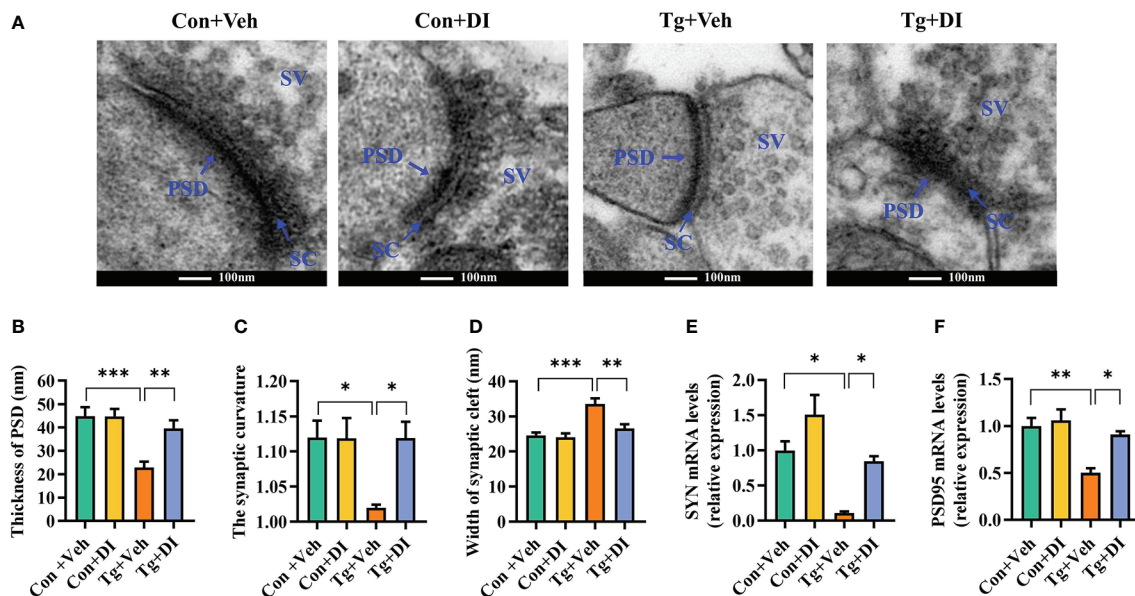 A
Con+Veh
Con+DI
Tg+Veh
Tg+DI
SV
PSD
SC
100nm
PSD
SV
SC
100nm
PSD
SV
SC
100nm
SV
PSD
SC
100nm
B
Thickness of PSD (nm)
60
50
40
30
20
10
0
***
**
Con +Veh
Con+DI
Tg+Veh
Tg+DI
C
The synaptic curvature
1.20
1.15
1.10
1.05
1.00
*
*
Con+Veh
Con+DI
Tg+Veh
Tg+DI
D
Width of synaptic cleft (nm)
40
30
20
10
0
***
**
Con+Veh
Con+DI
Tg+Veh
Tg+DI
E
SYN mRNA levels
(relative expression)
2.0
1.5
1.0
0.5
0.0
*
*
Con+Veh
Con+DI
Tg+Veh
Tg+DI
F
PSD95 mRNA levels
(relative expression)
1.5
1.0
0.5
0.0
**
*
Con+Veh
Con+DI
Tg+Veh
Tg+DI